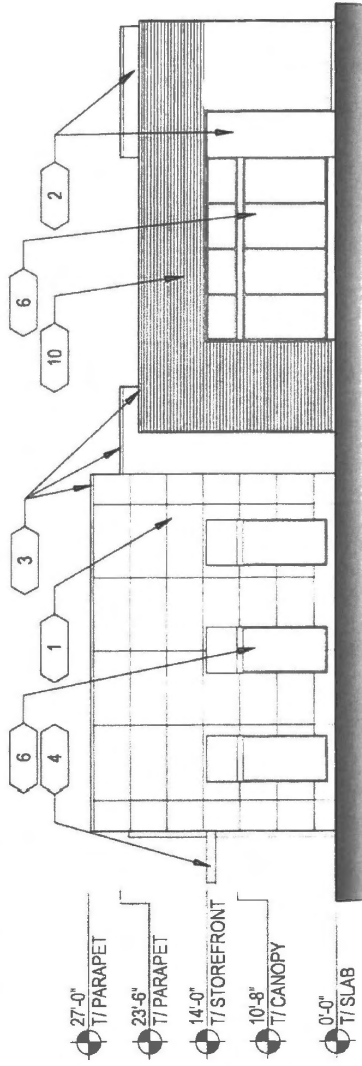 2
6
10
3
1
6
4
27'-0"
T/ PARAPET
23'-6"
T/ PARAPET
14'-0"
T/ STOREFRONT
10'-8"
T/ CANOPY
0'-0"
T/ SLAB